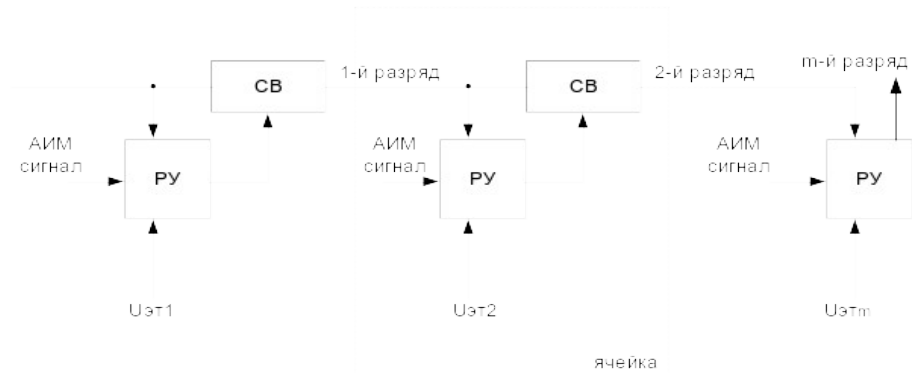 СВ
1-й разряд
СВ
2-й разряд
m-й разряд
АИМ
сигнал
РУ
АИМ
сигнал
РУ
АИМ
сигнал
РУ
Uэт1
Uэт2
Uэтm
ячейка